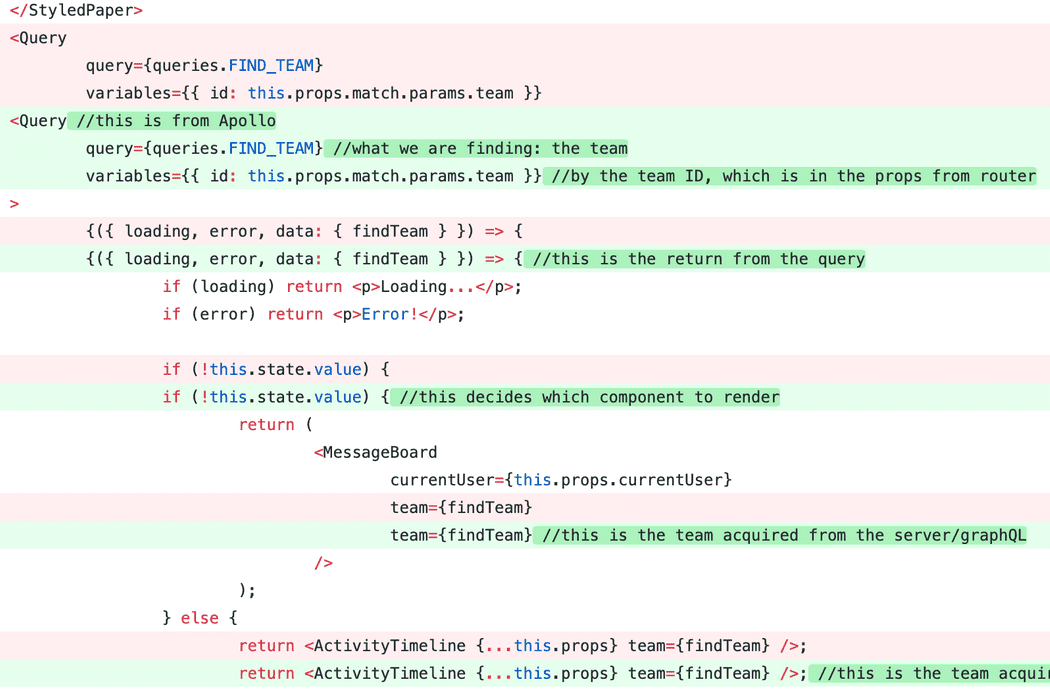 </StyledPaper>
<Query
query={queries.FIND_TEAM}
variables={{ id: this.props.match.params.team }}
<Query //this is from Apollo
query={queries.FIND_TEAM} //what we are finding: the team
variables={{ id: this.props.match.params.team }} //by the team ID, which is in the props from router
>
{({ loading, error, data: { findTeam } }) => {
{({ loading, error, data: { findTeam } }) => { //this is the return from the query
if (loading) return <p>Loading...</p>;
if (error) return <p>Error!</p>;
if (!this.state.value) {
if (!this.state.value) { //this decides which component to render
return (
<MessageBoard
currentUser={this.props.currentUser}
team={findTeam}
team={findTeam} //this is the team acquired from the server/graphQL
/>
);
} else {
return <ActivityTimeline {...this.props} team={findTeam} />;
return <ActivityTimeline {...this.props} team={findTeam} />; //this is the team